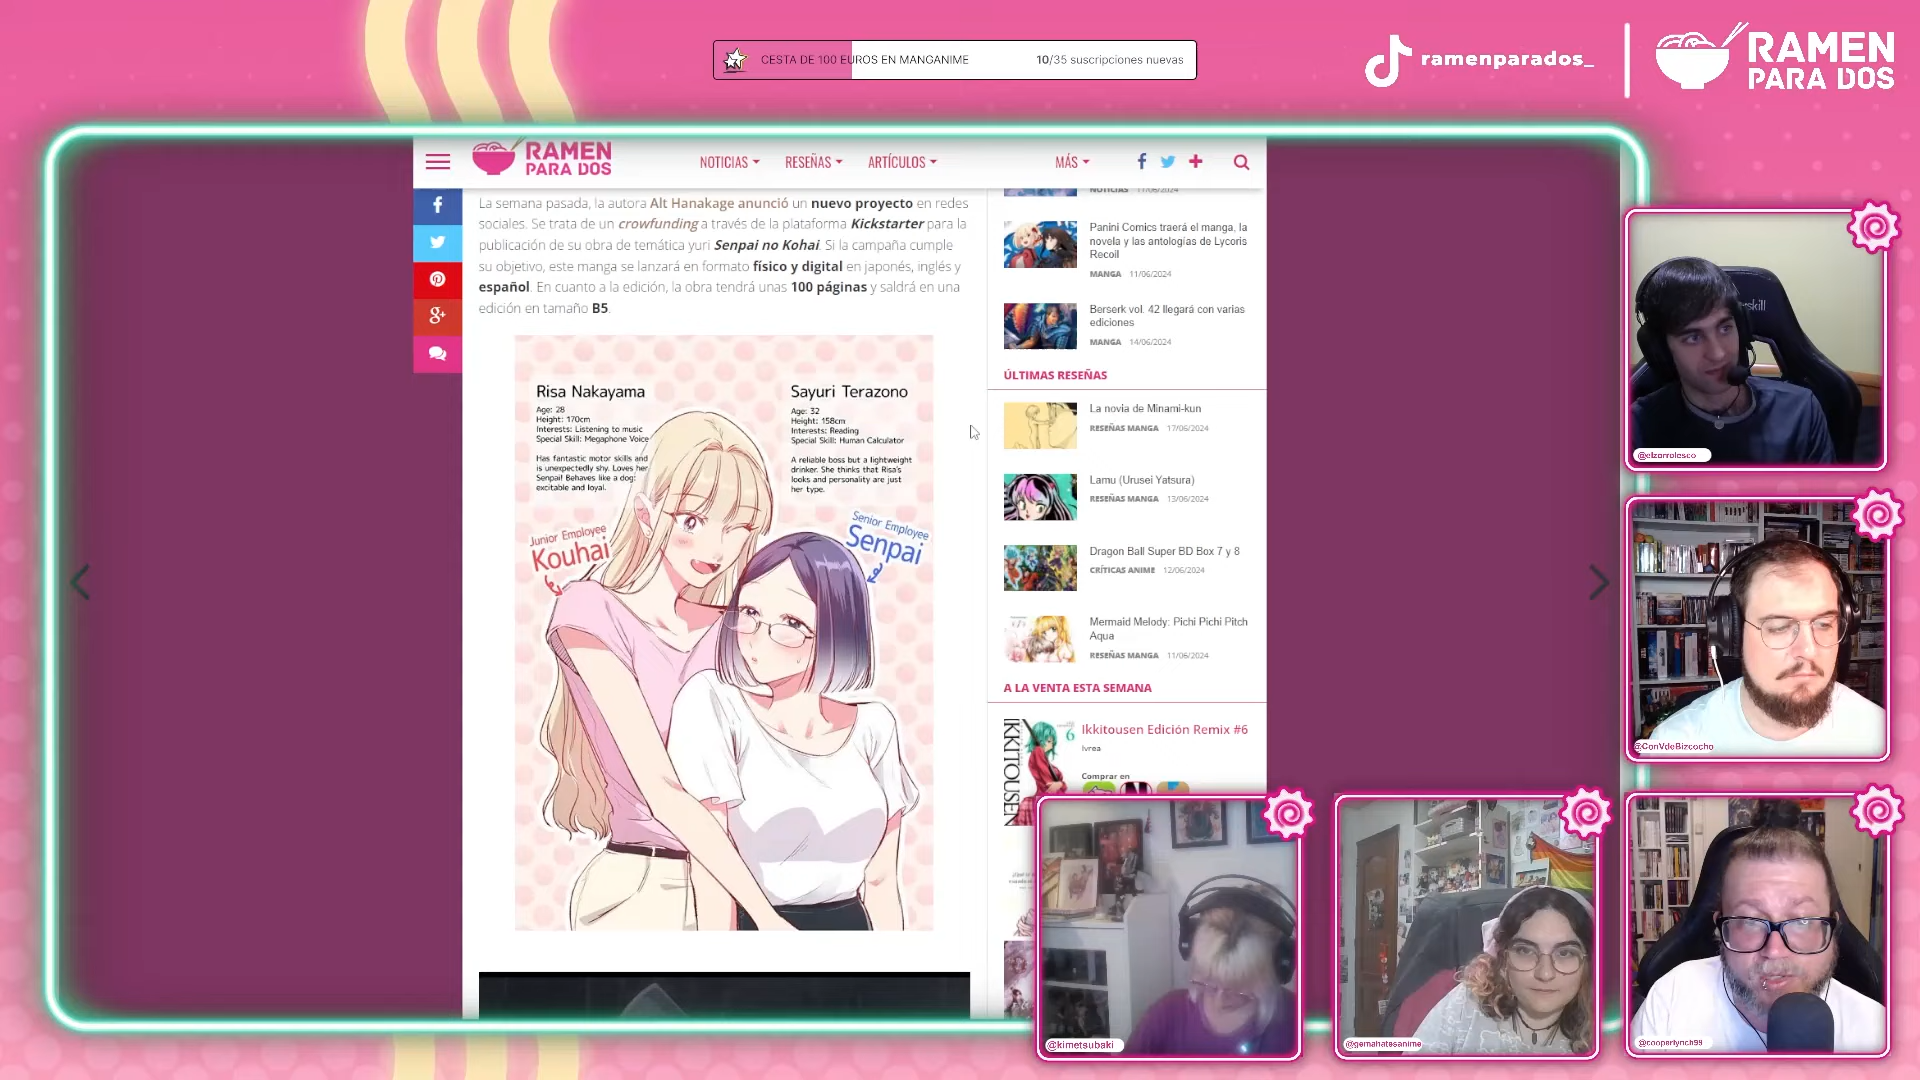 CESTA DE 100 EUROS EN MANGANIME
10/35 suscripciones nuevas
ramenparados_
RAMEN
PARA DOS
RAMEN
PARA DOS
NOTICIAS
RESEÑAS
ARTÍCULOS
MÁS
La semana pasada, la autora Alt Hanakage anunció un nuevo proyecto en redes
sociales. Se trata de un crowfunding a través de la plataforma Kickstarter para la
publicación de su obra de temática yuri Senpai no Kohai. Si la campaña cumple
su objetivo, este manga se lanzará en formato físico y digital en japonés, inglés y
español. En cuanto a la edición, la obra tendrá unas 100 páginas y saldrá en una
edición en tamaño B5.
Risa Nakayama
Age: 28
Height: 170cm
Interests: Listening to music
Special Skill: Megaphone Voice
Has fantastic motor skills and
is unexpectedly shy. Loves her
Senpai! Behaves like a dog:
excitable and loyal.
Sayuri Terazono
Age: 32
Height: 158cm
Interests: Reading
Special Skill: Human Calculator
A reliable boss but a lightweight
drinker. She thinks that Risa's
looks and personality are just
her type.
Junior Employee
Kouhai
Senior Employee
Senpai
NOTICIAS 11/06/2024
Panini Comics traerá el manga, la
novela y las antologías de Lycoris
Recoil
MANGA 11/06/2024
Berserk vol. 42 llegará con varias
ediciones
MANGA 14/06/2024
ÚLTIMAS RESEÑAS
La novia de Minami-kun
RESEÑAS MANGA 17/06/2024
Lamu (Urusei Yatsura)
RESEÑAS MANGA 13/06/2024
Dragon Ball Super BD Box 7 y 8
CRÍTICAS ANIME 12/06/2024
Mermaid Melody: Pichi Pichi Pitch
Aqua
RESEÑAS MANGA 11/06/2024
A LA VENTA ESTA SEMANA
IKKITOUSEN
6
Ikkitousen Edición Remix #6
Ivrea
Comprar en
@elzorrolesco
@ConVdeBizcocho
@kimetsubaki
@gemahatesanime
@cooperlynch99